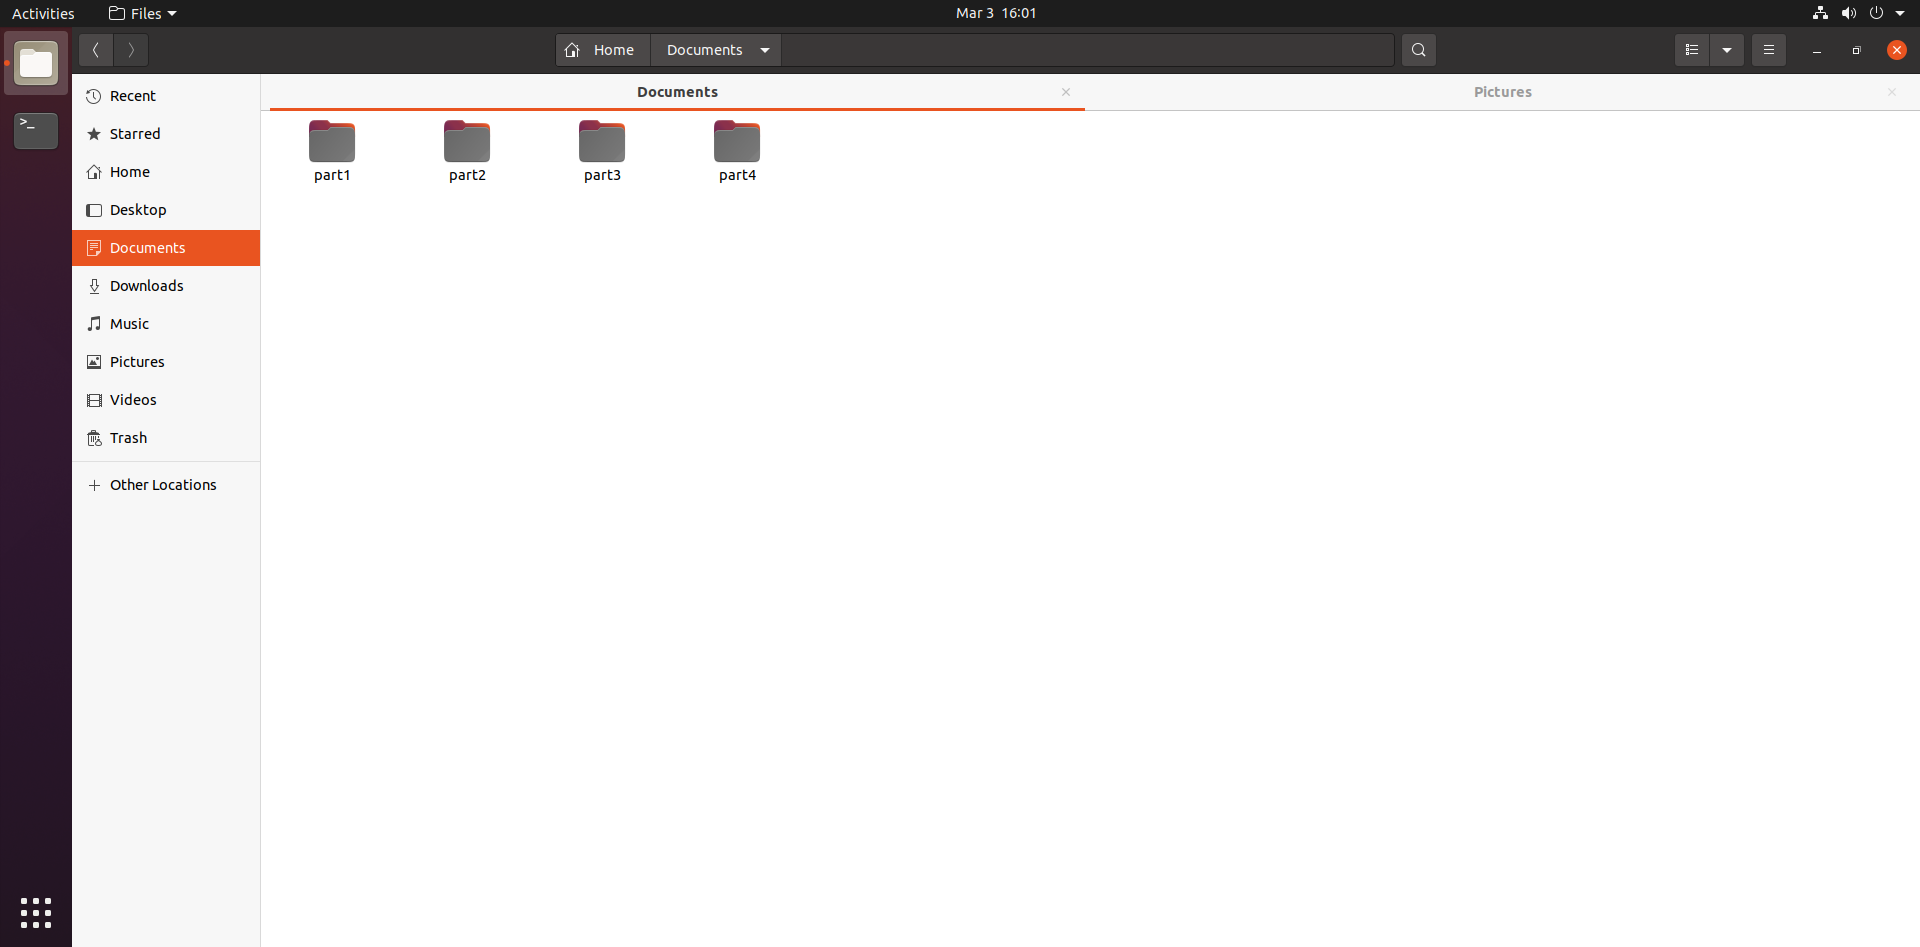 Activities
Files
Mar 3 16:01
Home
Documents
Recent
Starred
Home
Desktop
Documents
Downloads
Music
Pictures
Videos
Trash
Other Locations
Documents
Pictures
part1
part2
part3
part4